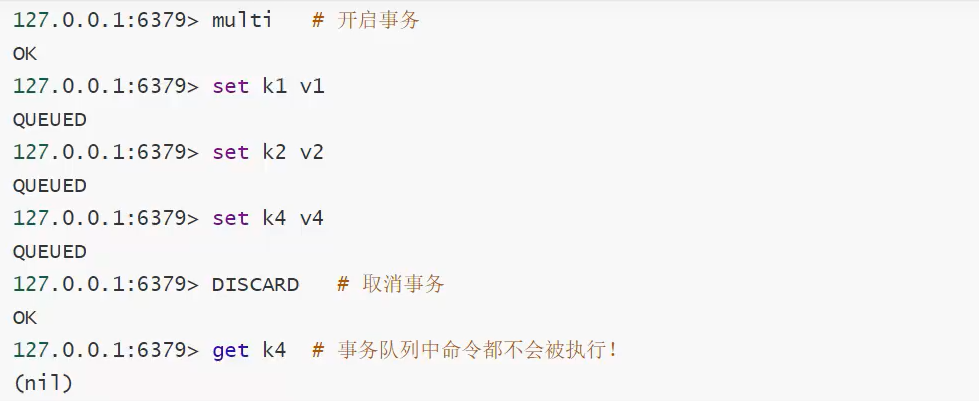 127.0.0.1:6379> multi   # 开启事务
OK
127.0.0.1:6379> set k1 v1
QUEUED
127.0.0.1:6379> set k2 v2
QUEUED
127.0.0.1:6379> set k4 v4
QUEUED
127.0.0.1:6379> DISCARD   # 取消事务
OK
127.0.0.1:6379> get k4  # 事务队列中命令都不会被执行！
(nil)